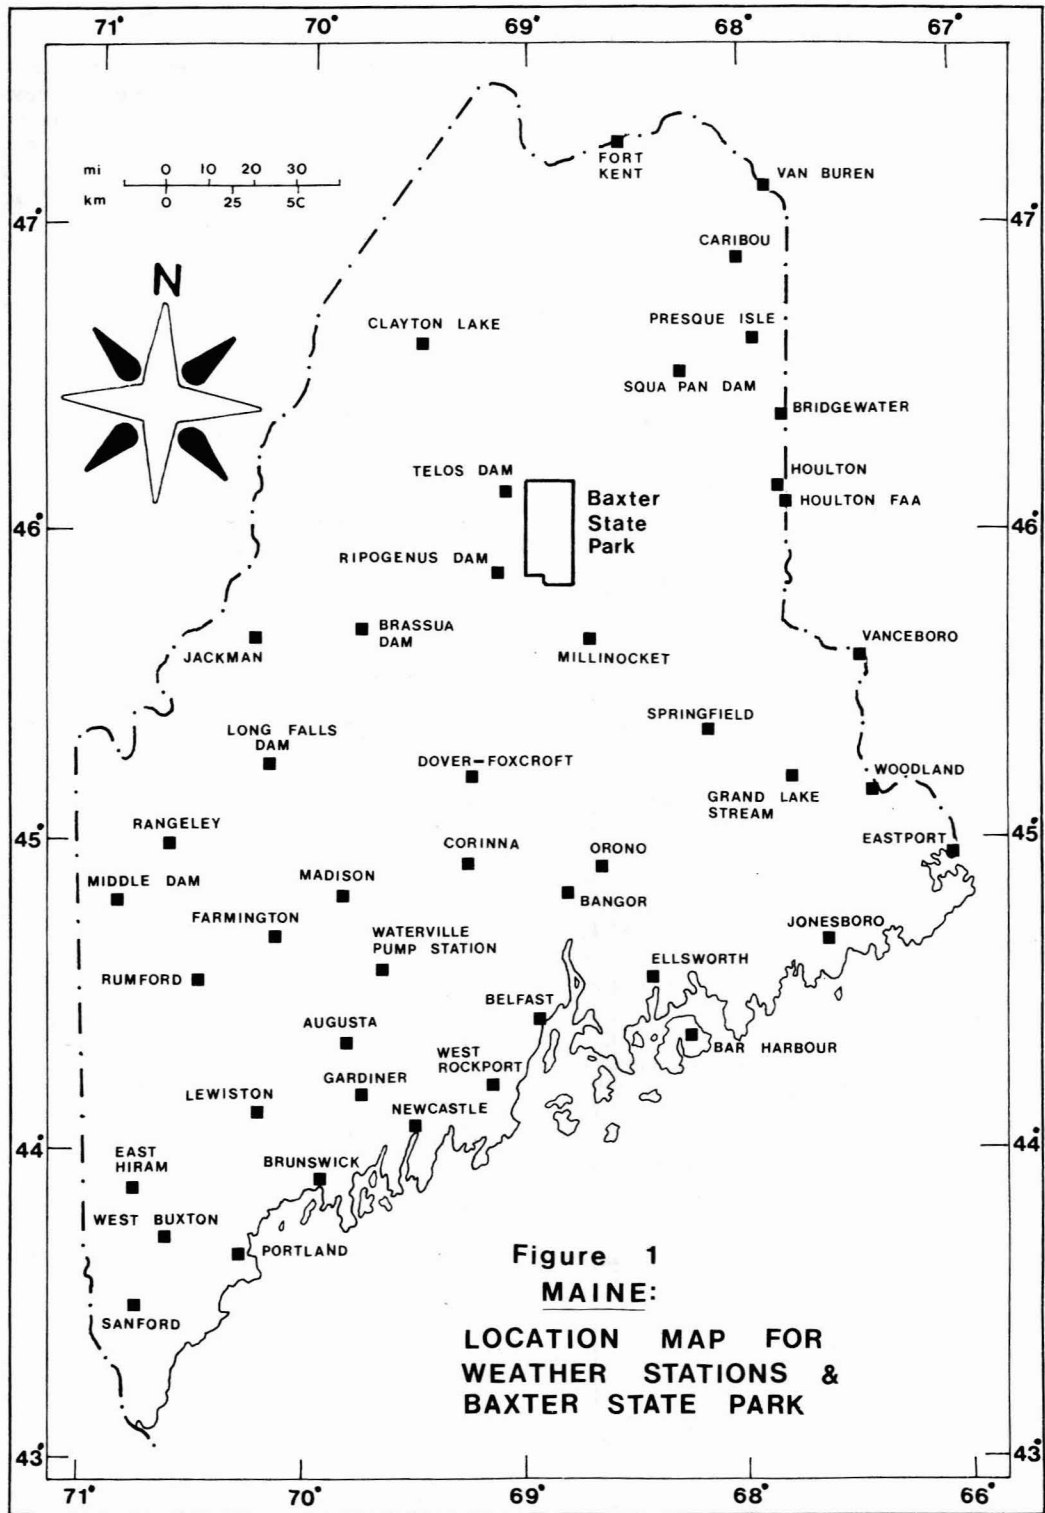 71° 70° 69° 68° 67°
mi 0 10 20 30
km 0 25 5C
FORT
KENT
VAN BUREN
47° 47°
CARIBOU
N
CLAYTON LAKE
PRESQUE ISLE
SQUA PAN DAM
BRIDGEWATER
TELOS DAM
HOULTON
HOULTON FAA
Baxter
State
Park
46° 46°
RIPOGENUS DAM
BRASSUA
DAM
JACKMAN
MILLINOCKET
VANCEBORO
SPRINGFIELD
LONG FALLS
DAM
DOVER-FOXCROFT
WOODLAND
GRAND LAKE
STREAM
RANGELEY
45° 45°
EASTPORT
CORINNA
ORONO
MIDDLE DAM
MADISON
BANGOR
FARMINGTON
WATERVILLE
PUMP STATION
JONESBORO
RUMFORD
ELLSWORTH
BELFAST
AUGUSTA
BAR HARBOUR
WEST
ROCKPORT
GARDINER
LEWISTON
NEWCASTLE
44° 44°
EAST
HIRAM
BRUNSWICK
WEST BUXTON
PORTLAND
SANFORD
Figure 1
MAINE:
LOCATION MAP FOR
WEATHER STATIONS &
BAXTER STATE PARK
43° 43°
71° 70° 69° 68° 66°